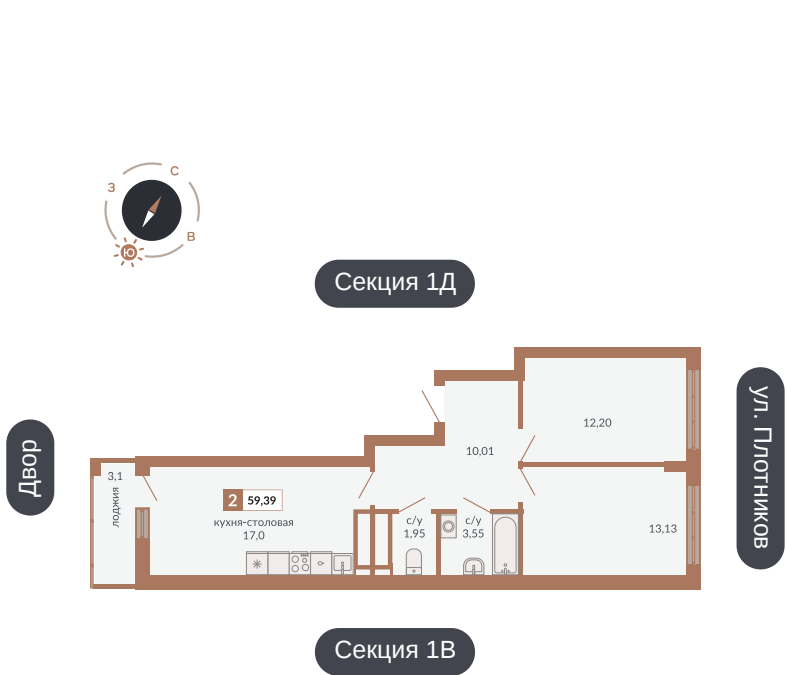 С
З
В
Ю
Секция 1Д
ул. Плотников
Двор
12,20
10,01
3,1
лоджия
2 59,39
кухня-столовая
17,0
с/у
1,95
с/у
3,55
13,13
Секция 1В